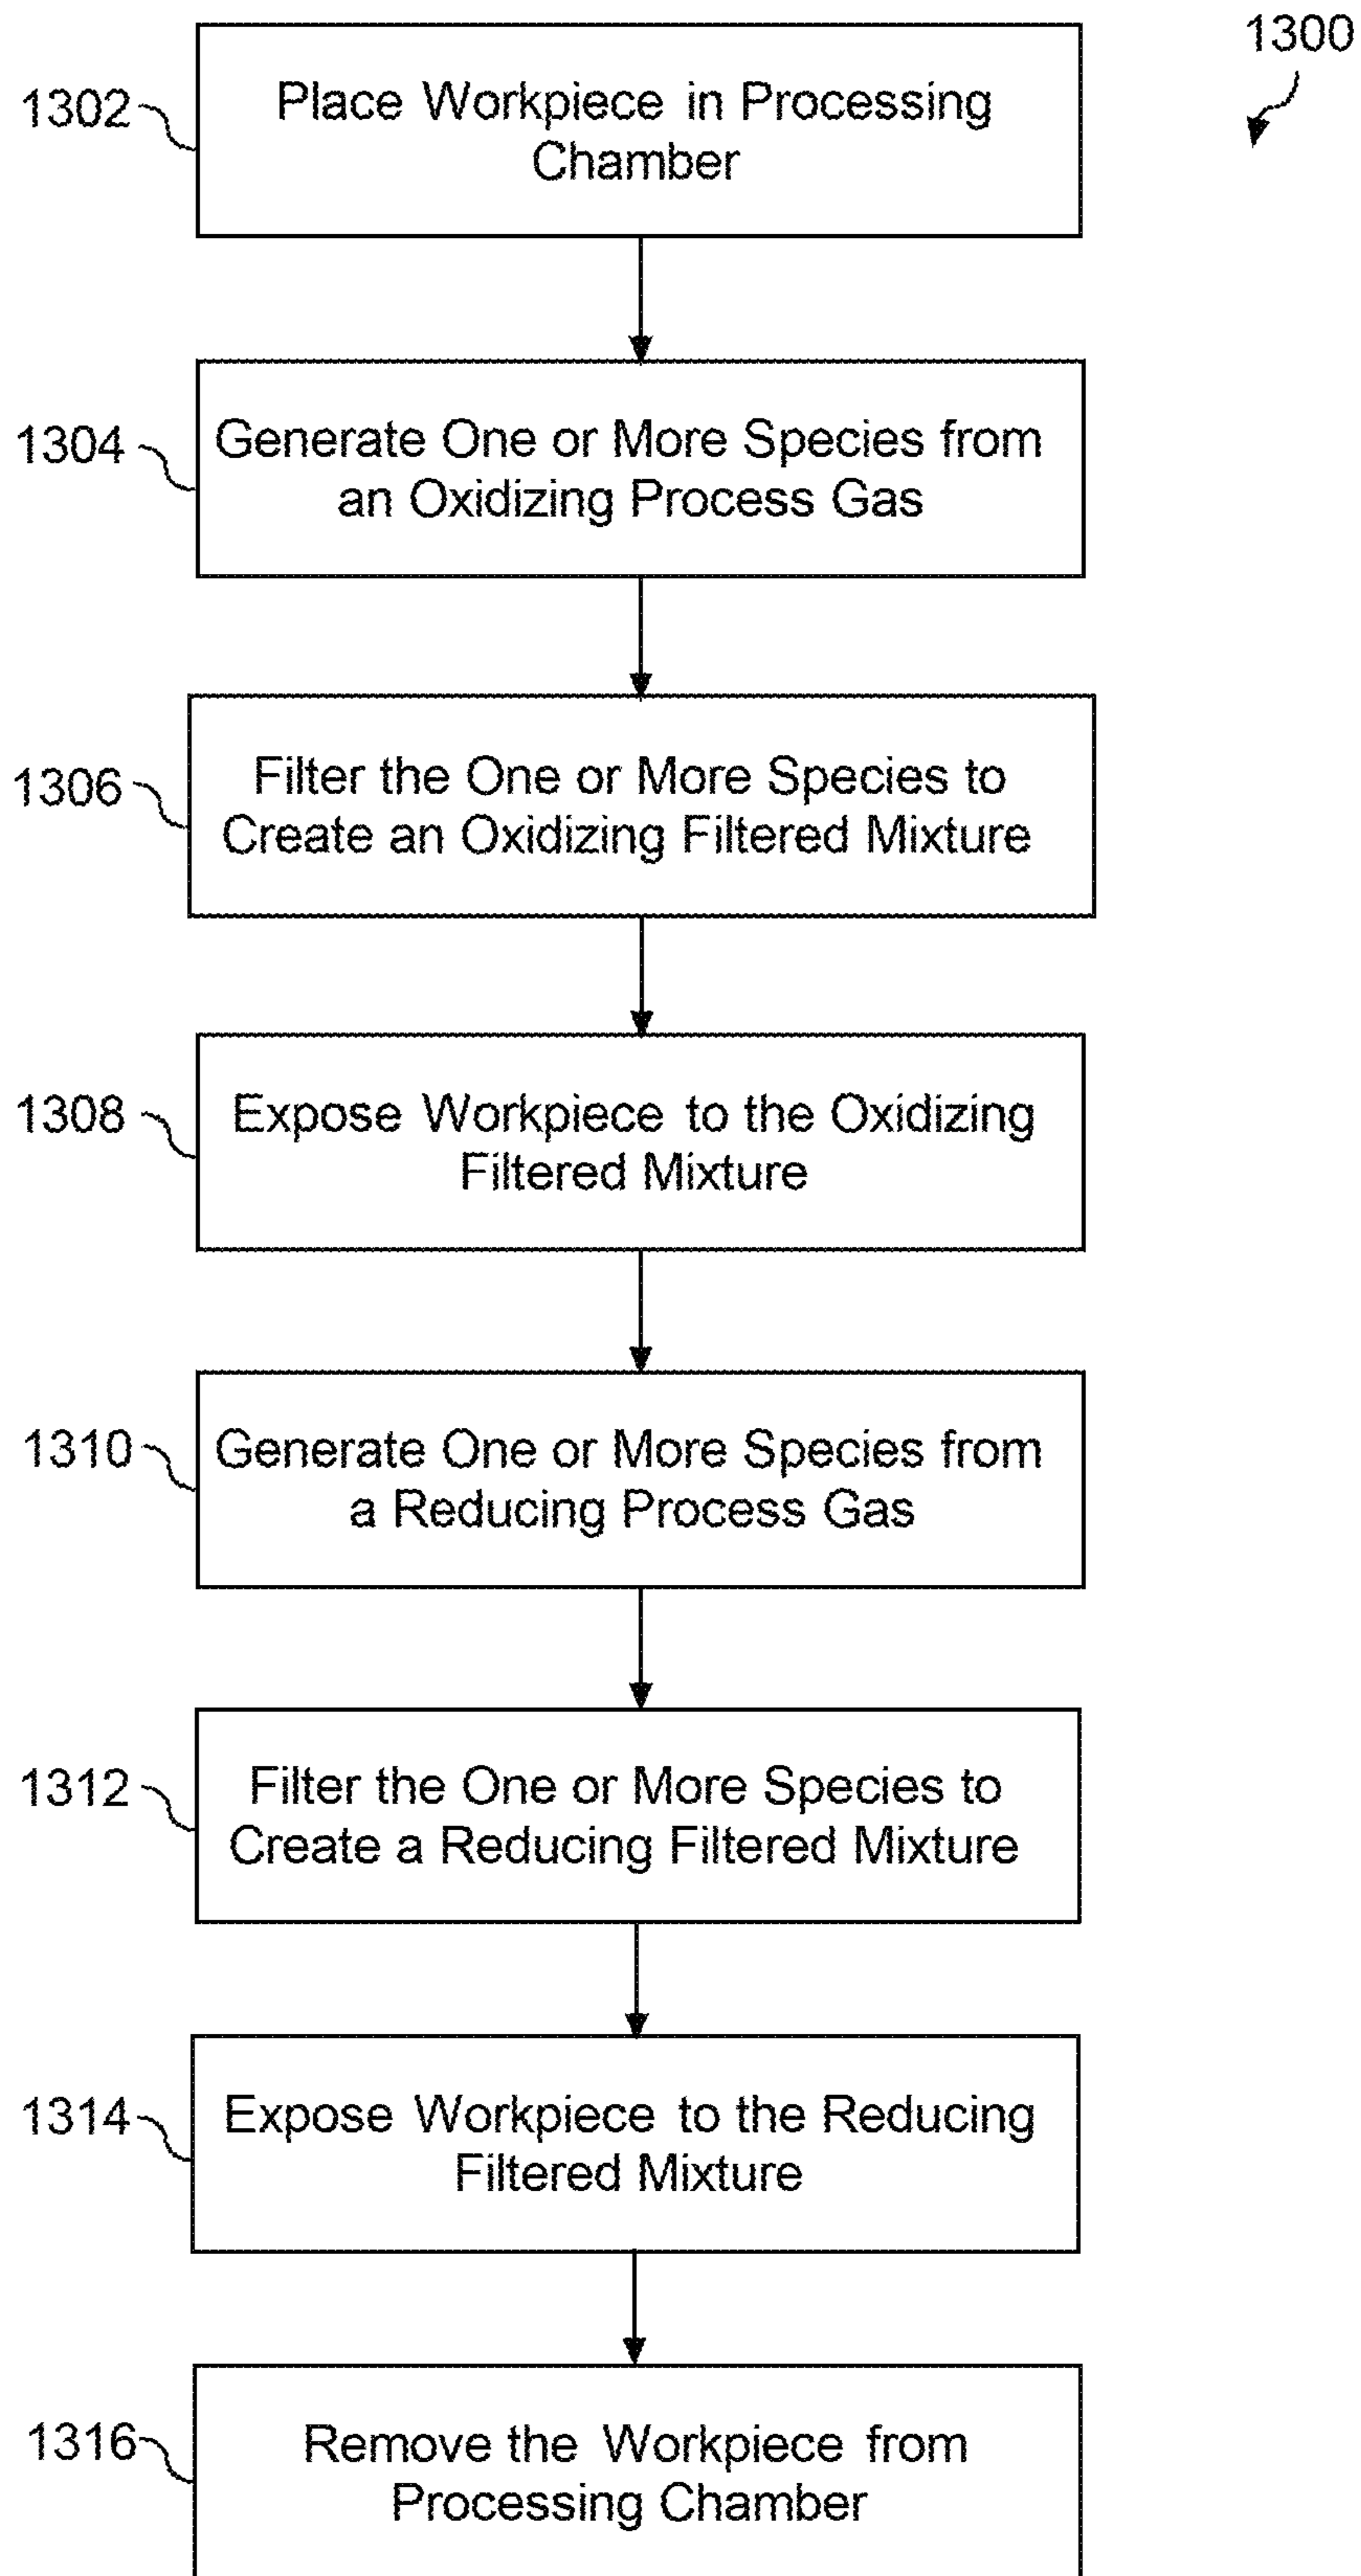 1300
1302
Place Workpiece in Processing
Chamber
1304
Generate One or More Species from
an Oxidizing Process Gas
1306
Filter the One or More Species to
Create an Oxidizing Filtered Mixture
1308
Expose Workpiece to the Oxidizing
Filtered Mixture
1310
Generate One or More Species from
a Reducing Process Gas
1312
Filter the One or More Species to
Create a Reducing Filtered Mixture
1314
Expose Workpiece to the Reducing
Filtered Mixture
1316
Remove the Workpiece from
Processing Chamber